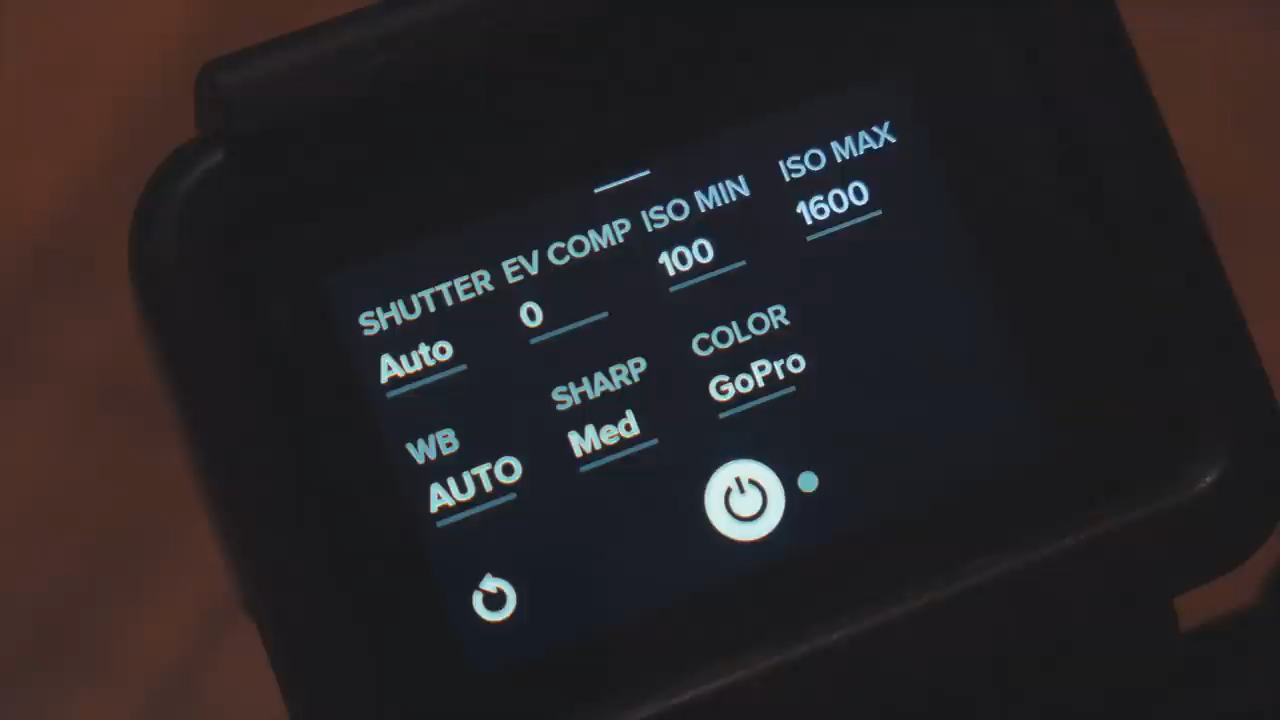 SHUTTER EV COMP ISO MIN ISO MAX
Auto 0 100 1600
WB SHARP COLOR
AUTO Med GoPro